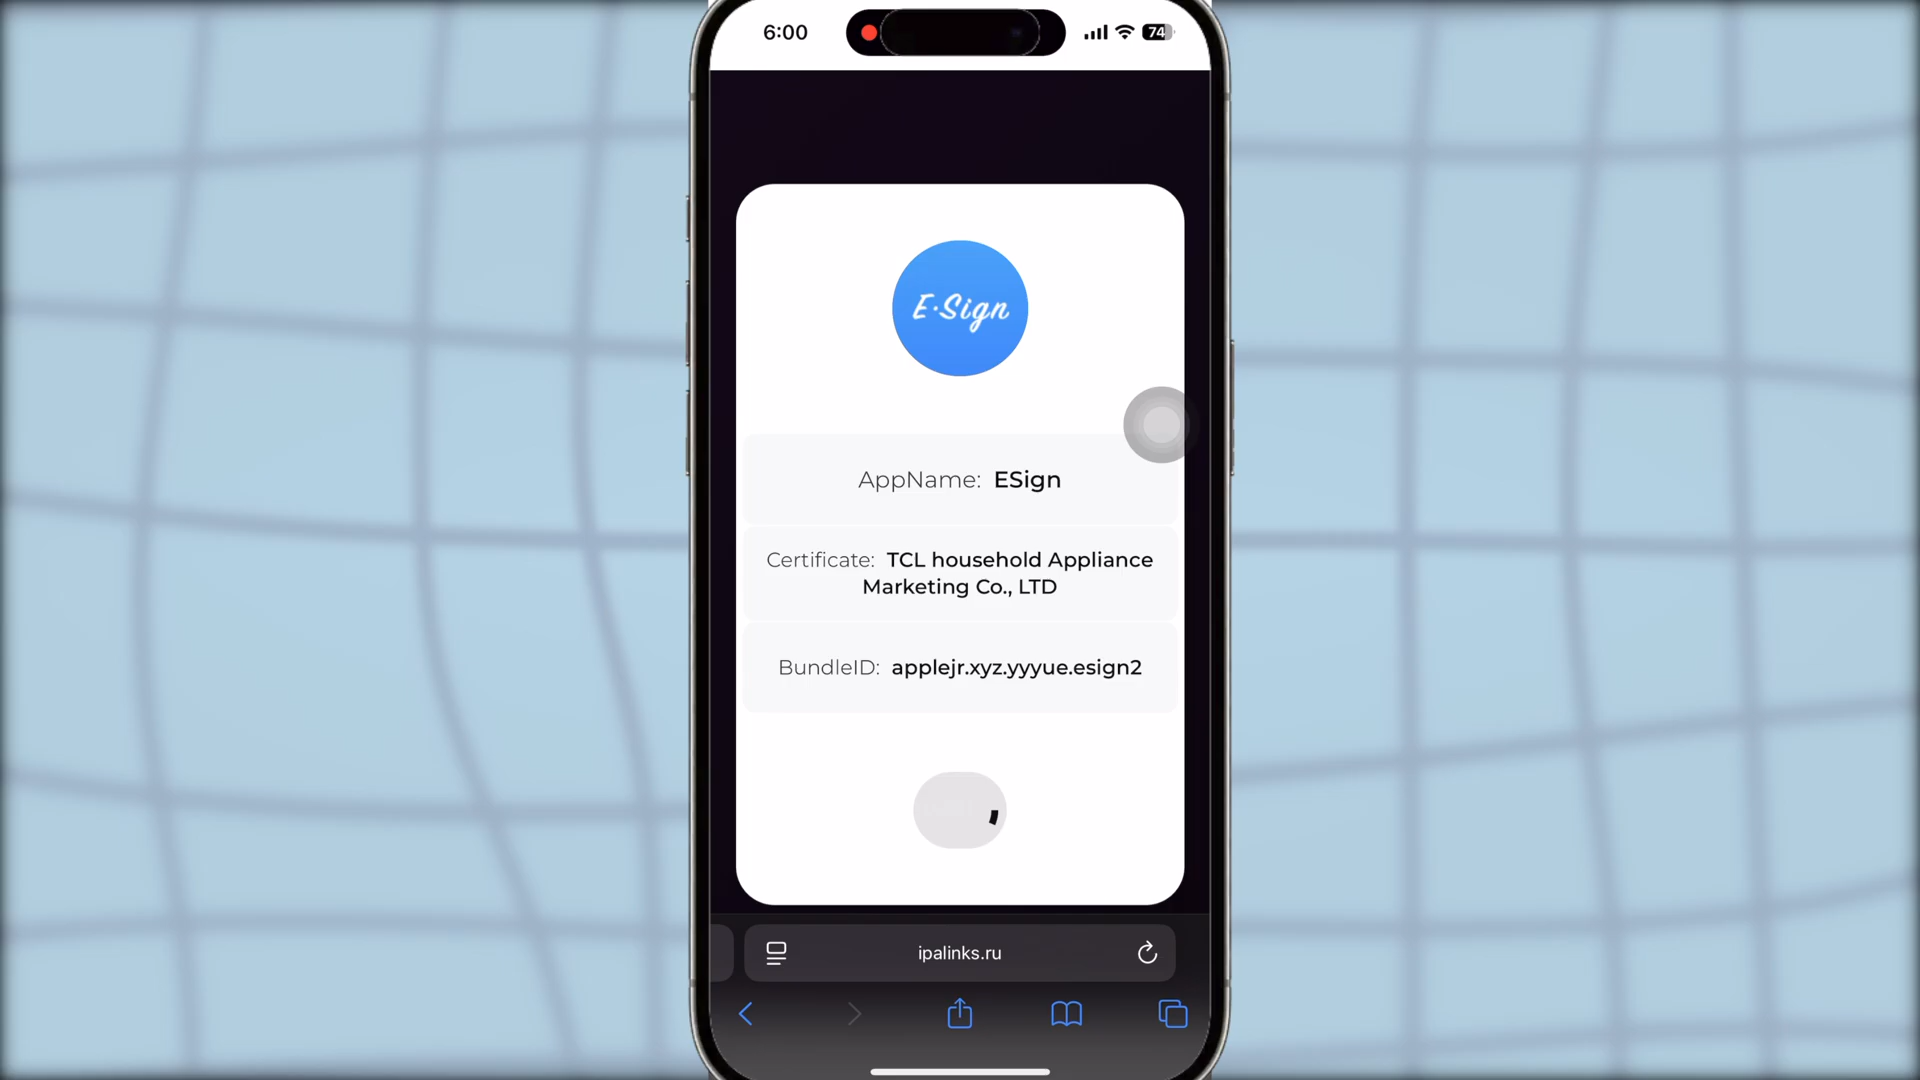 6:00
74
E·Sign
AppName: ESign
Certificate: TCL household Appliance
Marketing Co., LTD
BundleID: applejr.xyz.yyyue.esign2
ipalinks.ru